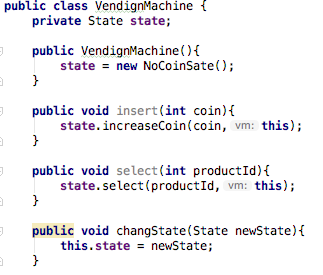 public class VendignMachine {
private State state;
public VendignMachine(){
state = new NoCoinSate();
}
public void insert(int coin){
state.increaseCoin(coin, vm: this);
}
public void select(int productId){
state.select(productId, vm: this);
}
public void changState(State newState){
this.state = newState;
}